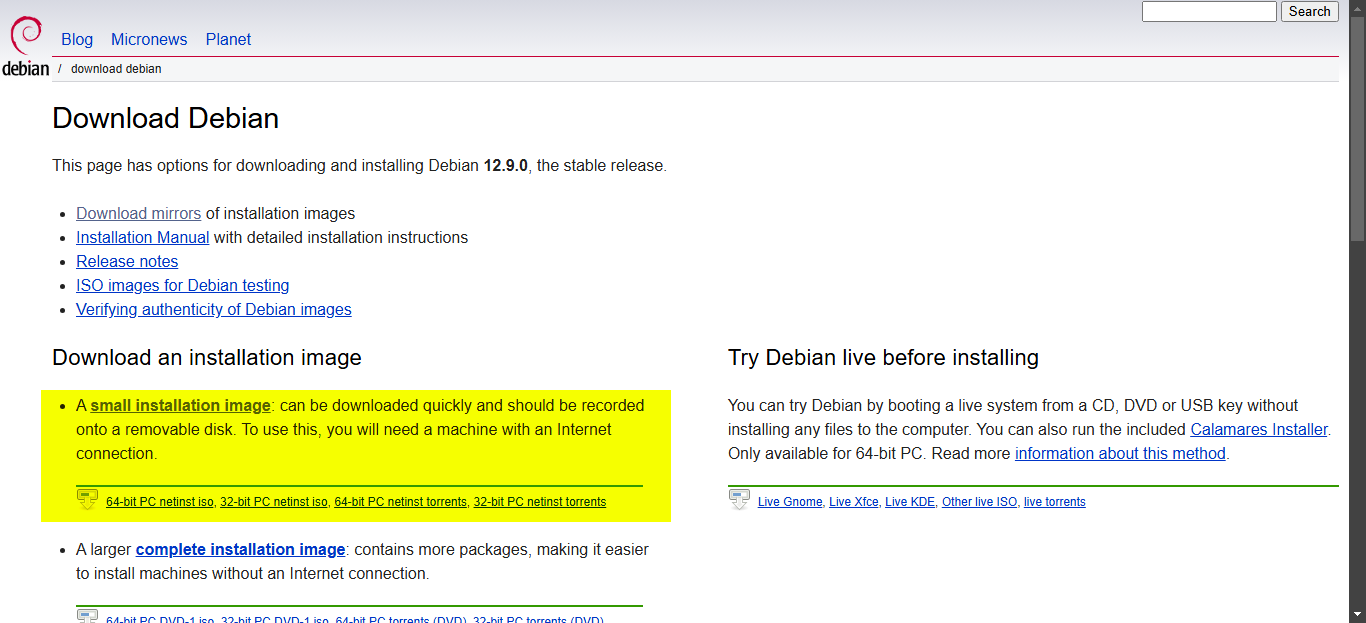 Search
Blog Micronews Planet
debian / download debian
Download Debian
This page has options for downloading and installing Debian 12.9.0, the stable release.
Download mirrors of installation images
Installation Manual with detailed installation instructions
Release notes
ISO images for Debian testing
Verifying authenticity of Debian images
Download an installation image
A small installation image: can be downloaded quickly and should be recorded
onto a removable disk. To use this, you will need a machine with an Internet
connection.
64-bit PC netinst iso, 32-bit PC netinst iso, 64-bit PC netinst torrents, 32-bit PC netinst torrents
A larger complete installation image: contains more packages, making it easier
to install machines without an Internet connection.
64-bit PC DVD-1 iso, 32-bit PC DVD-1 iso, 64-bit PC torrents (DVD), 32-bit PC torrents (DVD)
Try Debian live before installing
You can try Debian by booting a live system from a CD, DVD or USB key without
installing any files to the computer. You can also run the included Calamares Installer.
Only available for 64-bit PC. Read more information about this method.
Live Gnome, Live Xfce, Live KDE, Other live ISO, live torrents